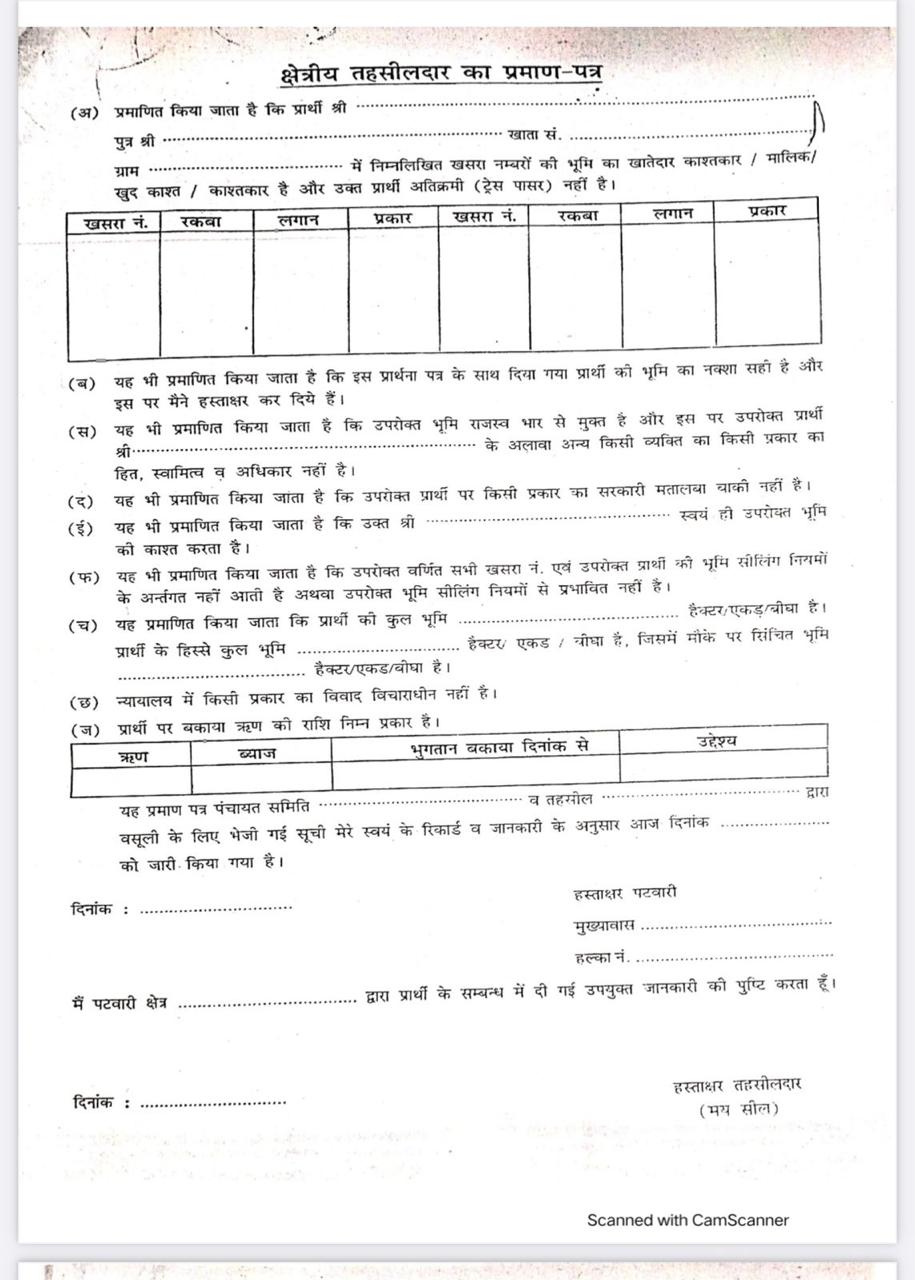 क्षेत्रीय तहसीलदार का प्रमाण-पत्र
(अ) प्रमाणित किया जाता है कि प्रार्थी श्री ....................................................
पुत्र श्री .................................................... खाता सं. ....................................
ग्राम .............................. में निम्नलिखित खसरा नम्बरों की भूमि का खातेदार काश्तकार / मालिक/
खुद काश्त / काश्तकार है और उक्त प्रार्थी अतिक्रमी (ट्रेस पासर) नहीं है।
खसरा नं. रकबा लगान प्रकार खसरा नं. रकबा लगान प्रकार
(ब) यह भी प्रमाणित किया जाता है कि इस प्रार्थना पत्र के साथ दिया गया प्रार्थी की भूमि का नक्शा सही है और
इस पर मैने हस्ताक्षर कर दिये हैं।
(स) यह भी प्रमाणित किया जाता है कि उपरोक्त भूमि राजस्व भार से मुक्त है और इस पर उपरोक्त प्रार्थी
श्री.................................................... के अलावा अन्य किसी व्यक्ति का किसी प्रकार का
हित, स्वामित्व व अधिकार नहीं है।
(द) यह भी प्रमाणित किया जाता है कि उपरोक्त प्रार्थी पर किसी प्रकार का सरकारी मतालबा बाकी नहीं है।
(ई) यह भी प्रमाणित किया जाता है कि उक्त श्री ........................................ स्वयं ही उपरोक्त भूमि
की काश्त करता है।
(फ) यह भी प्रमाणित किया जाता है कि उपरोक्त वर्णित सभी खसरा नं. एवं उपरोक्त प्रार्थी की भूमि सीलिंग नियमों
के अर्न्तगत नहीं आती है अथवा उपरोक्त भूमि सीलिंग नियमों से प्रभावित नहीं है।
(च) यह प्रमाणित किया जाता कि प्रार्थी की कुल भूमि ........................................ हैक्टर/एकड़/बीघा है।
प्रार्थी के हिस्से कुल भूमि .............................. हैक्टर/ एकड / बीघा है, जिसमें मौके पर सिंचित भूमि
.................................. हैक्टर/एकड/बीघा है।
(छ) न्यायालय में किसी प्रकार का विवाद विचाराधीन नहीं है।
(ज) प्रार्थी पर बकाया ऋण की राशि निम्न प्रकार है।
ऋण ब्याज भुगतान बकाया दिनांक से उद्देश्य
यह प्रमाण पत्र पंचायत समिति .................................... व तहसील .................................... द्वारा
वसूली के लिए भेजी गई सूची मेरे स्वयं के रिकार्ड व जानकारी के अनुसार आज दिनांक ....................
को जारी किया गया है।
हस्ताक्षर पटवारी
दिनांक : ..............................
मुख्यावास ....................................
हल्का नं. ....................................
मैं पटवारी क्षेत्र .................................. द्वारा प्रार्थी के सम्बन्ध में दी गई उपयुक्त जानकारी की पुष्टि करता हूँ।
हस्ताक्षर तहसीलदार
दिनांक : ..............................
(मय सील)
Scanned with CamScanner